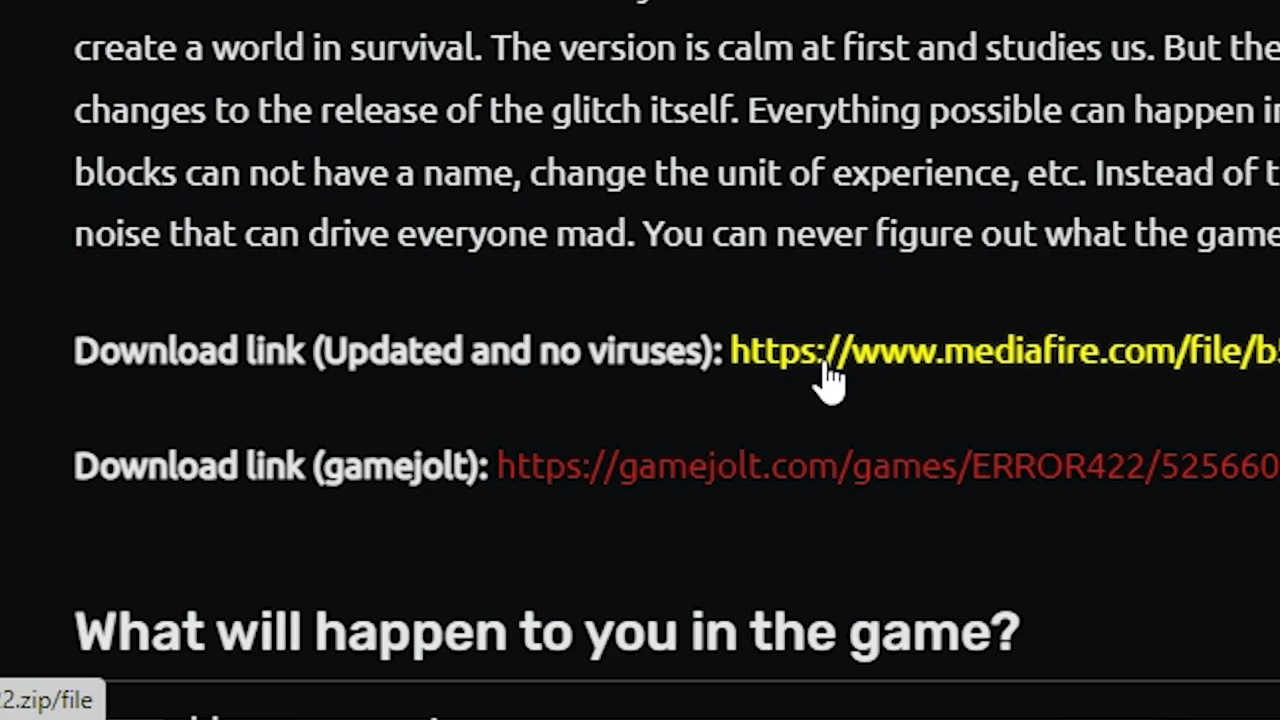 create a world in survival. The version is calm at first and studies us. But the
changes to the release of the glitch itself. Everything possible can happen i
blocks can not have a name, change the unit of experience, etc. Instead of t
noise that can drive everyone mad. You can never figure out what the game
Download link (Updated and no viruses): https://www.mediafire.com/file/b
Download link (gamejolt): https://gamejolt.com/games/ERROR422/525660
What will happen to you in the game?
2.zip/file